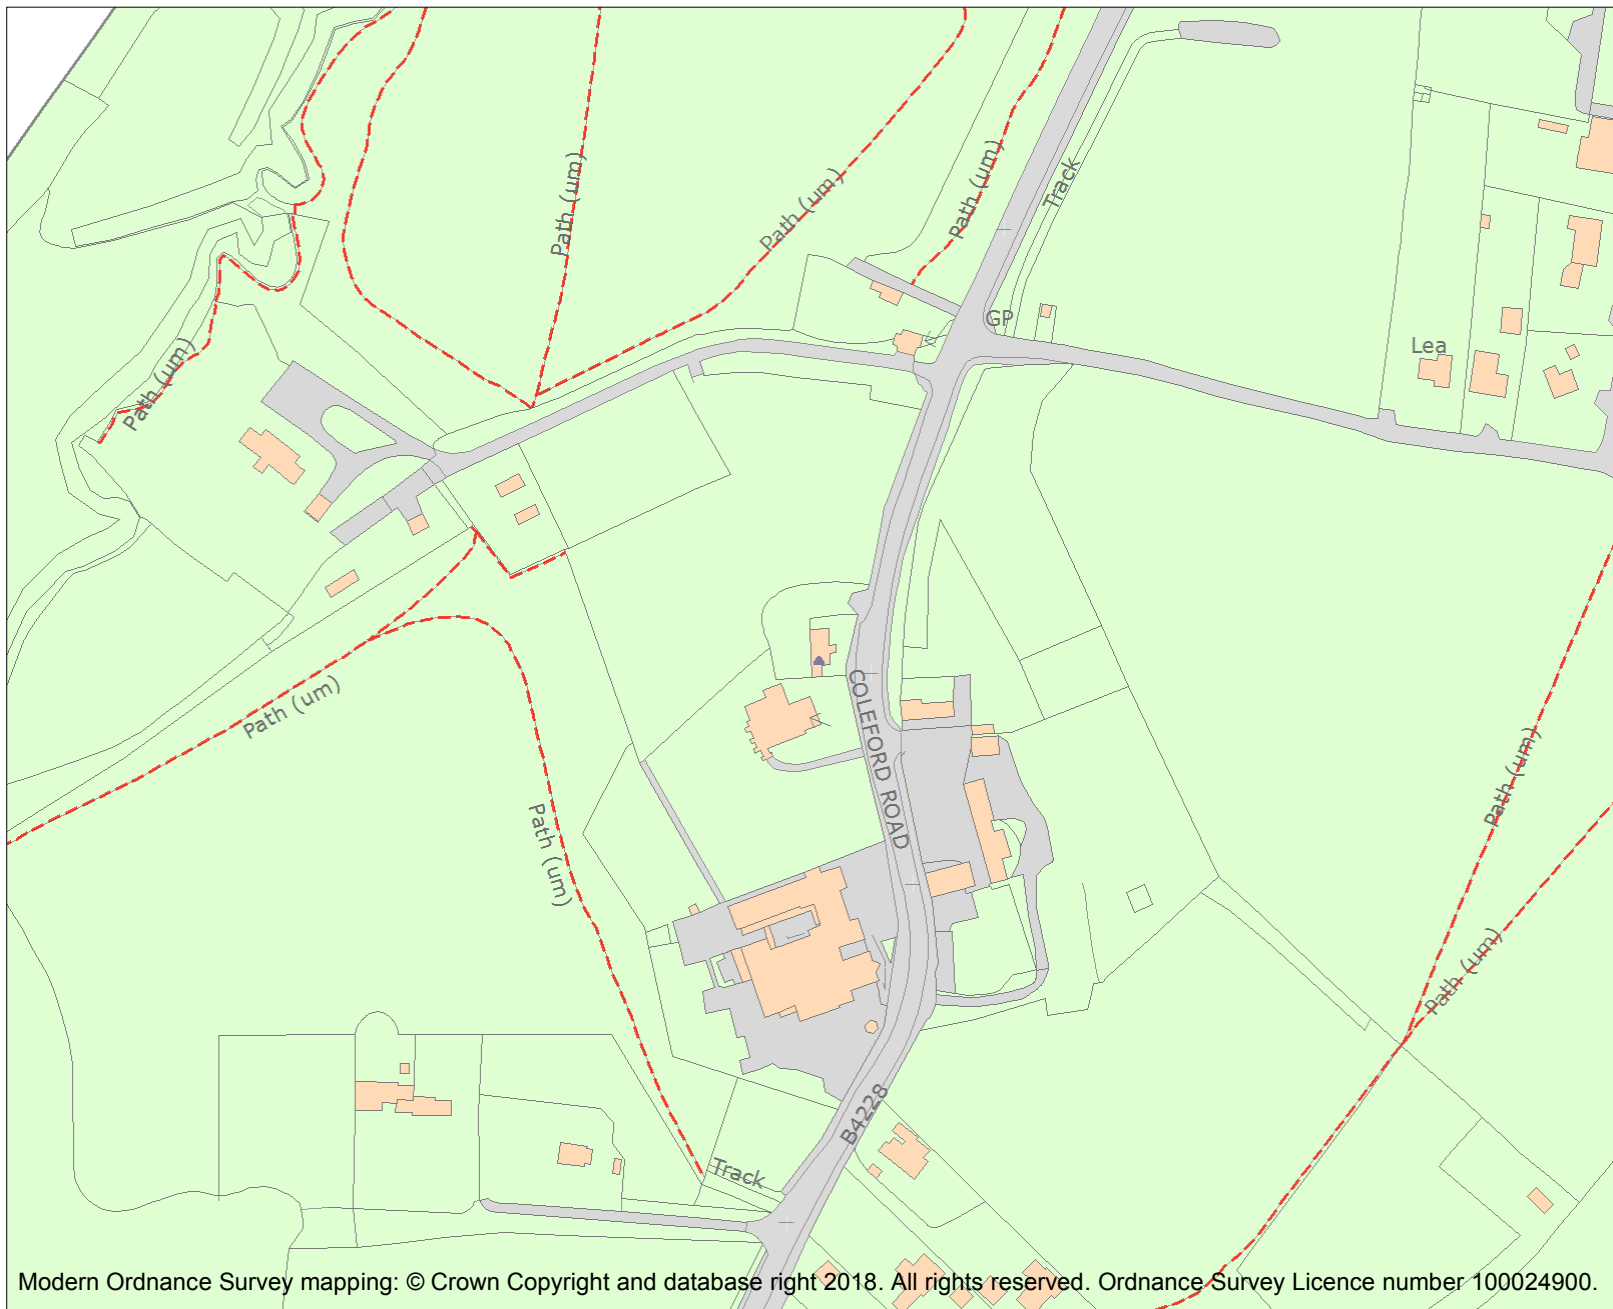 Path (um)
Path (um)
Path (um)
Track
GP
Path (um)
Lea
Path (um)
COLEFORD ROAD
Path (um)
Path (um)
Path (um)
B4228
Track
Modern Ordnance Survey mapping: © Crown Copyright and database right 2018. All rights reserved. Ordnance Survey Licence number 100024900.